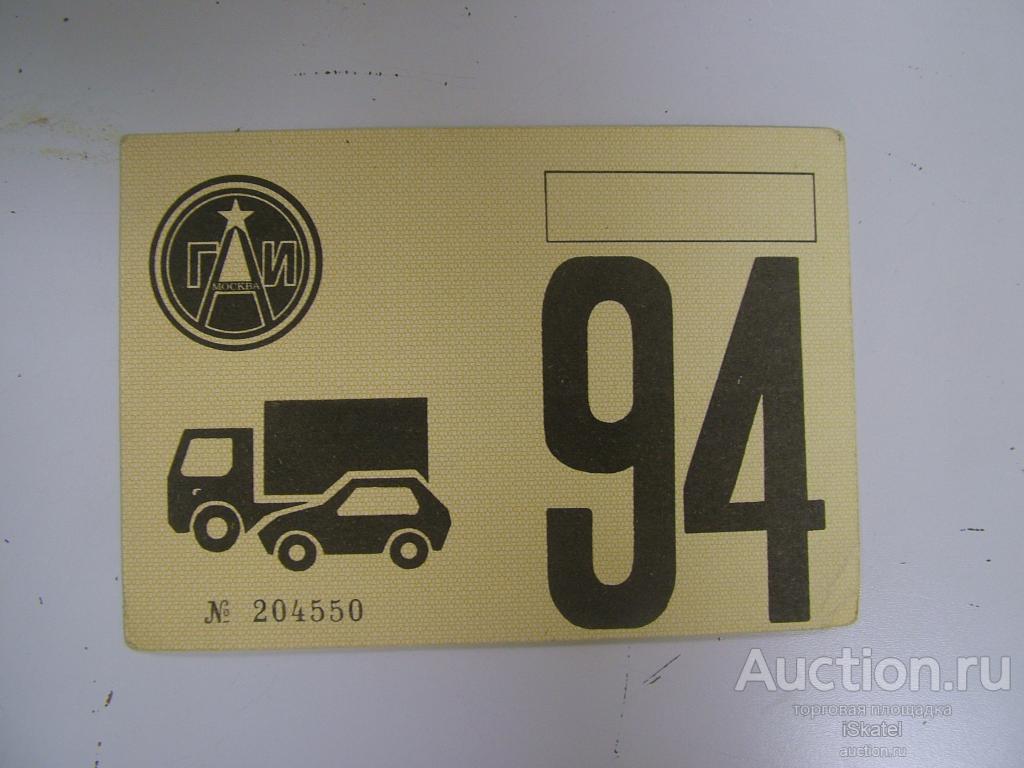 ГАИ
МОСКВА
94
№ 204550
Auction.ru
торговая площадка
iSkatel
auction.ru